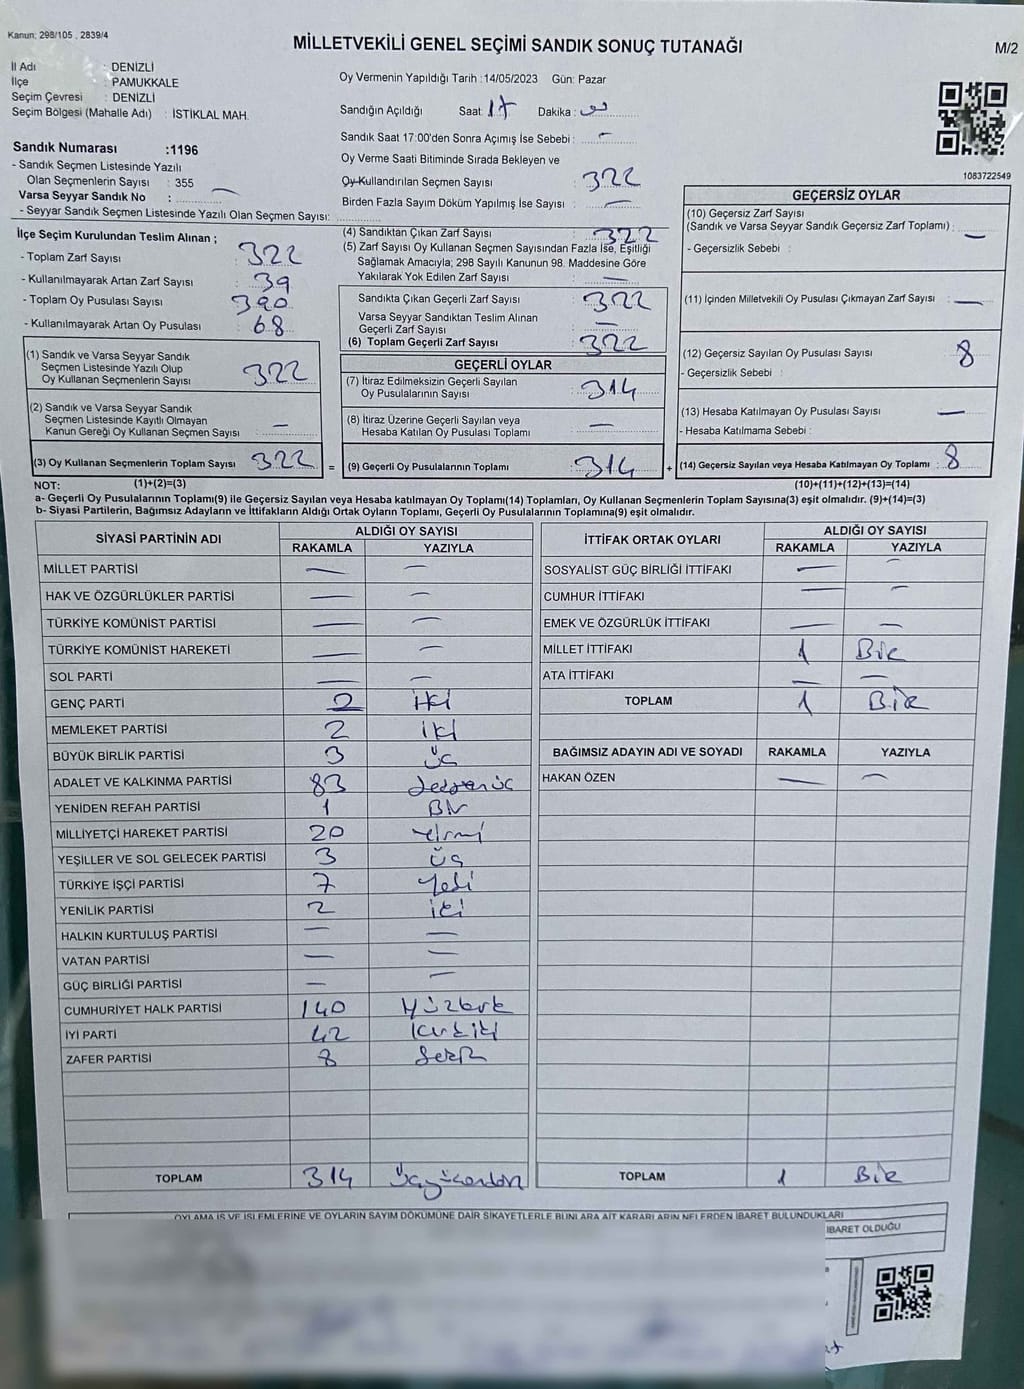 Kanun; 298/105 , 2839/4
MİLLETVEKİLİ GENEL SEÇİMİ SANDIK SONUÇ TUTANAĞI
M/2
İl Adı : DENİZLİ
İlçe : PAMUKKALE
Seçim Çevresi : DENİZLİ
Seçim Bölgesi (Mahalle Adı) : İSTİKLAL MAH.
Oy Vermenin Yapıldığı Tarih :14/05/2023 Gün: Pazar
Sandığın Açıldığı Saat: 17 Dakika:
Sandık Saat 17:00'den Sonra Açımış İse Sebebi : —
Oy Verme Saati Bitiminde Sırada Bekleyen ve
Oy Kullandırılan Seçmen Sayısı : 322
Birden Fazla Sayım Döküm Yapılmış İse Sayısı : —
1083722549
Sandık Numarası :1196
- Sandık Seçmen Listesinde Yazılı
Olan Seçmenlerin Sayısı : 355
Varsa Seyyar Sandık No : —
- Seyyar Sandık Seçmen Listesinde Yazılı Olan Seçmen Sayısı:
İlçe Seçim Kurulundan Teslim Alınan ;
- Toplam Zarf Sayısı : 322
- Kullanılmayarak Artan Zarf Sayısı : 39
- Toplam Oy Pusulası Sayısı : 390
- Kullanılmayarak Artan Oy Pusulası : 68
(1) Sandık ve Varsa Seyyar Sandık
Seçmen Listesinde Yazılı Olup
Oy Kullanan Seçmenlerin Sayısı : 322
(2) Sandık ve Varsa Seyyar Sandık
Seçmen Listesinde Kayıtlı Olmayan
Kanun Gereği Oy Kullanan Seçmen Sayısı : —
(3) Oy Kullanan Seçmenlerin Toplam Sayısı : 322
(4) Sandıktan Çıkan Zarf Sayısı : 322
(5) Zarf Sayısı Oy Kullanan Seçmen Sayısından Fazla İse, Eşitliği
Sağlamak Amacıyla; 298 Sayılı Kanunun 98. Maddesine Göre
Yakılarak Yok Edilen Zarf Sayısı : —
Sandıkta Çıkan Geçerli Zarf Sayısı : 322
Varsa Seyyar Sandıktan Teslim Alınan
Geçerli Zarf Sayısı : —
(6) Toplam Geçerli Zarf Sayısı : 322
GEÇERLİ OYLAR
(7) İtiraz Edilmeksizin Geçerli Sayılan
Oy Pusulalarının Sayısı : 314
(8) İtiraz Üzerine Geçerli Sayılan veya
Hesaba Katılan Oy Pusulası Toplamı : —
= (9) Geçerli Oy Pusulalarının Toplamı : 314
GEÇERSİZ OYLAR
(10) Geçersiz Zarf Sayısı
(Sandık ve Varsa Seyyar Sandık Geçersiz Zarf Toplamı) : —
- Geçersizlik Sebebi :
(11) İçinden Milletvekili Oy Pusulası Çıkmayan Zarf Sayısı : —
(12) Geçersiz Sayılan Oy Pusulası Sayısı : 8
- Geçersizlik Sebebi :
(13) Hesaba Katılmayan Oy Pusulası Sayısı : —
- Hesaba Katılmama Sebebi :
+ (14) Geçersiz Sayılan veya Hesaba Katılmayan Oy Toplamı : 8
NOT: (1)+(2)=(3) (10)+(11)+(12)+(13)=(14)
a- Geçerli Oy Pusulalarının Toplamı(9) ile Geçersiz Sayılan veya Hesaba katılmayan Oy Toplamı(14) Toplamları, Oy Kullanan Seçmenlerin Toplam Sayısına(3) eşit olmalıdır. (9)+(14)=(3)
b- Siyasi Partilerin, Bağımsız Adayların ve İttifakların Aldığı Ortak Oyların Toplamı, Geçerli Oy Pusulalarının Toplamına(9) eşit olmalıdır.
SİYASİ PARTİNİN ADI ALDIĞI OY SAYISI
RAKAMLA YAZIYLA
MİLLET PARTİSİ — —
HAK VE ÖZGÜRLÜKLER PARTİSİ — —
TÜRKİYE KOMÜNİST PARTİSİ — —
TÜRKİYE KOMÜNİST HAREKETİ — —
SOL PARTİ — —
GENÇ PARTİ 2 iki
MEMLEKET PARTİSİ 2 iki
BÜYÜK BİRLİK PARTİSİ 3 üç
ADALET VE KALKINMA PARTİSİ 83 seksenüç
YENİDEN REFAH PARTİSİ 1 Bir
MİLLİYETÇİ HAREKET PARTİSİ 20 yirmi
YEŞİLLER VE SOL GELECEK PARTİSİ 3 üç
TÜRKİYE İŞÇİ PARTİSİ 7 yedi
YENİLİK PARTİSİ 2 iki
HALKIN KURTULUŞ PARTİSİ — —
VATAN PARTİSİ — —
GÜÇ BİRLİĞİ PARTİSİ — —
CUMHURİYET HALK PARTİSİ 140 Yüzkırk
İYİ PARTİ 42 kırkiki
ZAFER PARTİSİ 8 Sekiz
TOPLAM 314 Üçyüzondört
İTTİFAK ORTAK OYLARI ALDIĞI OY SAYISI
RAKAMLA YAZIYLA
SOSYALİST GÜÇ BİRLİĞİ İTTİFAKI — —
CUMHUR İTTİFAKI — —
EMEK VE ÖZGÜRLÜK İTTİFAKI — —
MİLLET İTTİFAKI 1 Bir
ATA İTTİFAKI — —
TOPLAM 1 Bir
BAĞIMSIZ ADAYIN ADI VE SOYADI RAKAMLA YAZIYLA
HAKAN ÖZEN — —
TOPLAM 1 Bir
OYLAMA İŞ VE İŞLEMLERİNE VE OYLARIN SAYIM DÖKÜMÜNE DAİR ŞİKAYETLERLE BUNLARA AİT KARARLARIN NELERDEN İBARET BULUNDUKLARI
İBARET OLDUĞU